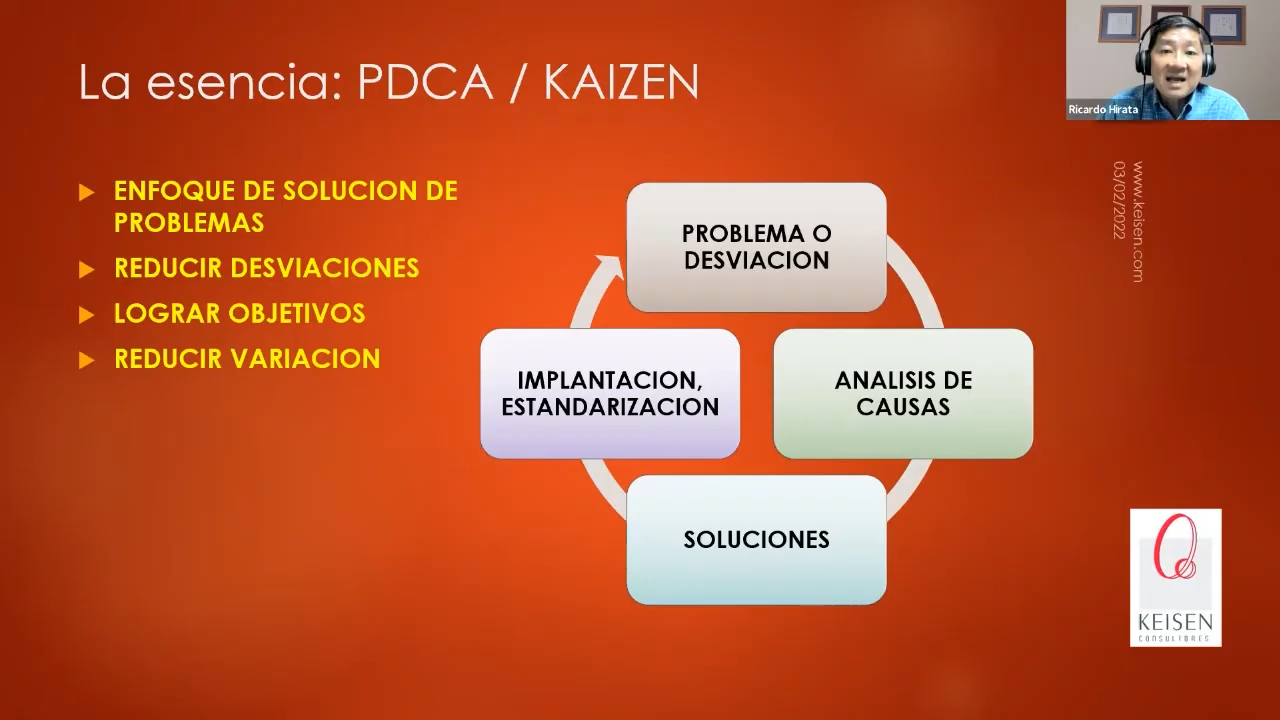 La esencia: PDCA / KAIZEN
Ricardo Hirata
ENFOQUE DE SOLUCION DE
PROBLEMAS
REDUCIR DESVIACIONES
LOGRAR OBJETIVOS
REDUCIR VARIACION
PROBLEMA O
DESVIACION
ANALISIS DE
CAUSAS
SOLUCIONES
IMPLANTACION,
ESTANDARIZACION
www.keisen.com
03/02/2022
KEISEN
CONSULTORES